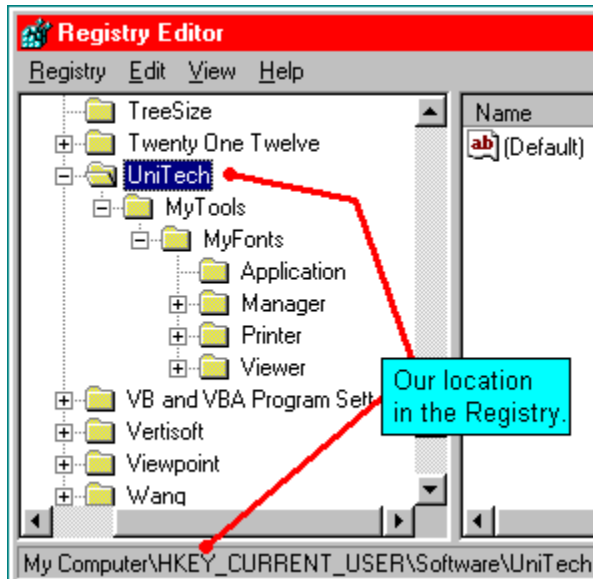 Registry Editor
Registry Edit View Help
TreeSize
Twenty One Twelve
UniTech
MyTools
MyFonts
Application
Manager
Printer
Viewer
VB and VBA Program Sett
Vertisoft
Viewpoint
Wang
Name
ab (Default)
Our location
in the Registry.
My Computer\HKEY_CURRENT_USER\Software\UniTech